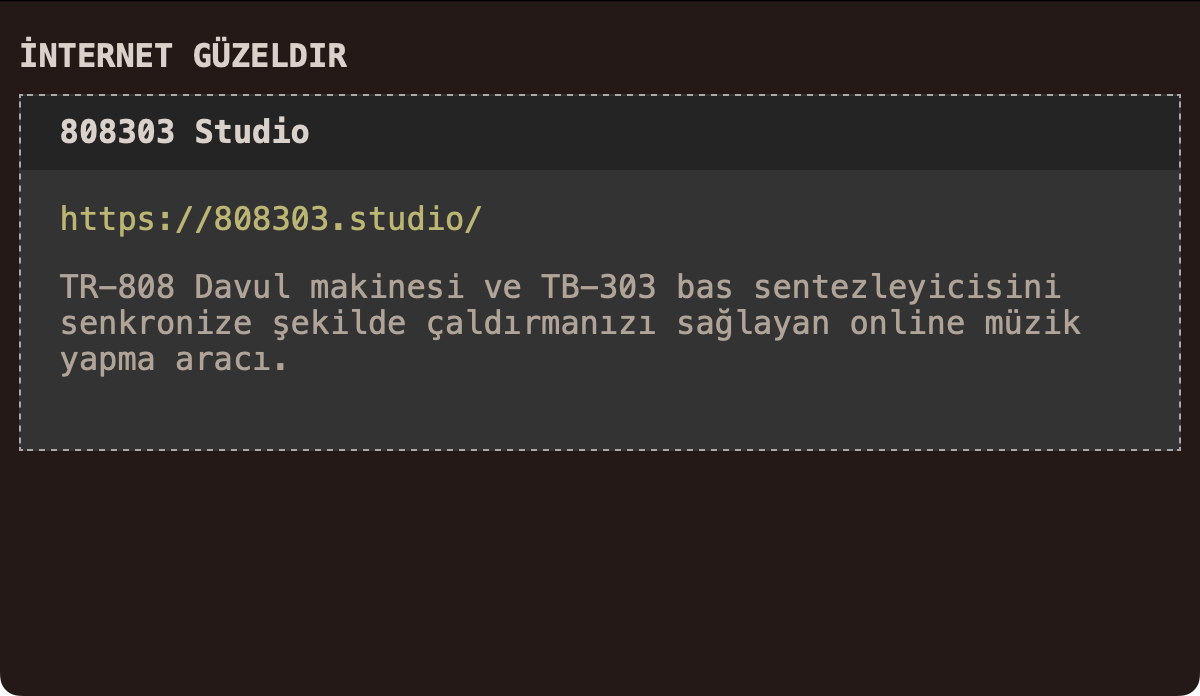 İNTERNET GÜZELDIR
808303 Studio
https://808303.studio/
TR–808 Davul makinesi ve TB–303 bas sentezleyicisini
senkronize şekilde çaldırmanızı sağlayan online müzik
yapma aracı.